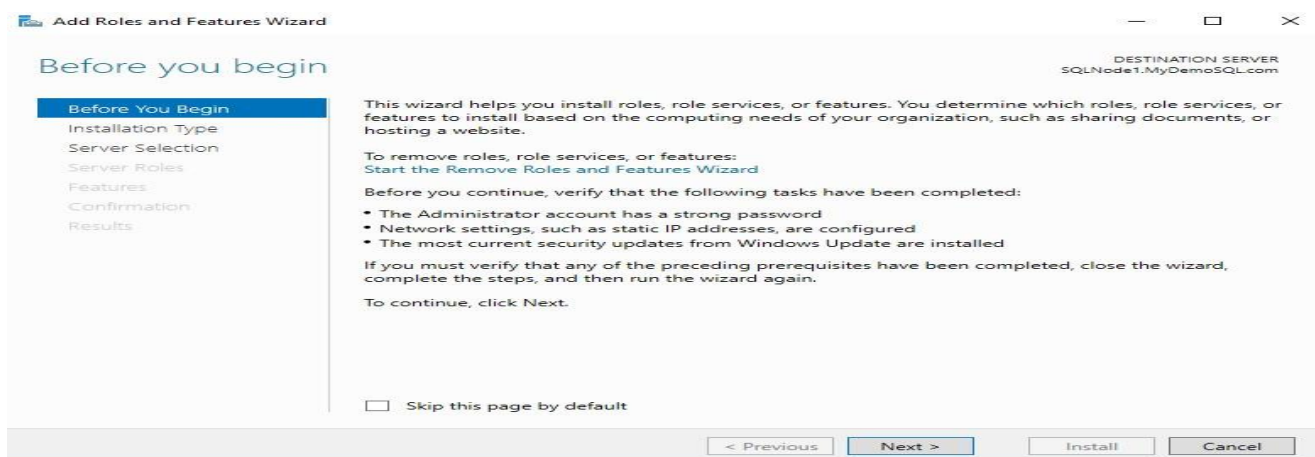 Add Roles and Features Wizard
Before you begin
DESTINATION SERVER
SQLNode1.MyDemoSQL.com
Before You Begin
Installation Type
Server Selection
Server Roles
Features
Confirmation
Results
This wizard helps you install roles, role services, or features. You determine which roles, role services, or
features to install based on the computing needs of your organization, such as sharing documents, or
hosting a website.
To remove roles, role services, or features:
Start the Remove Roles and Features Wizard
Before you continue, verify that the following tasks have been completed:
• The Administrator account has a strong password
• Network settings, such as static IP addresses, are configured
• The most current security updates from Windows Update are installed
If you must verify that any of the preceding prerequisites have been completed, close the wizard,
complete the steps, and then run the wizard again.
To continue, click Next.
Skip this page by default
< Previous
Next >
Install
Cancel